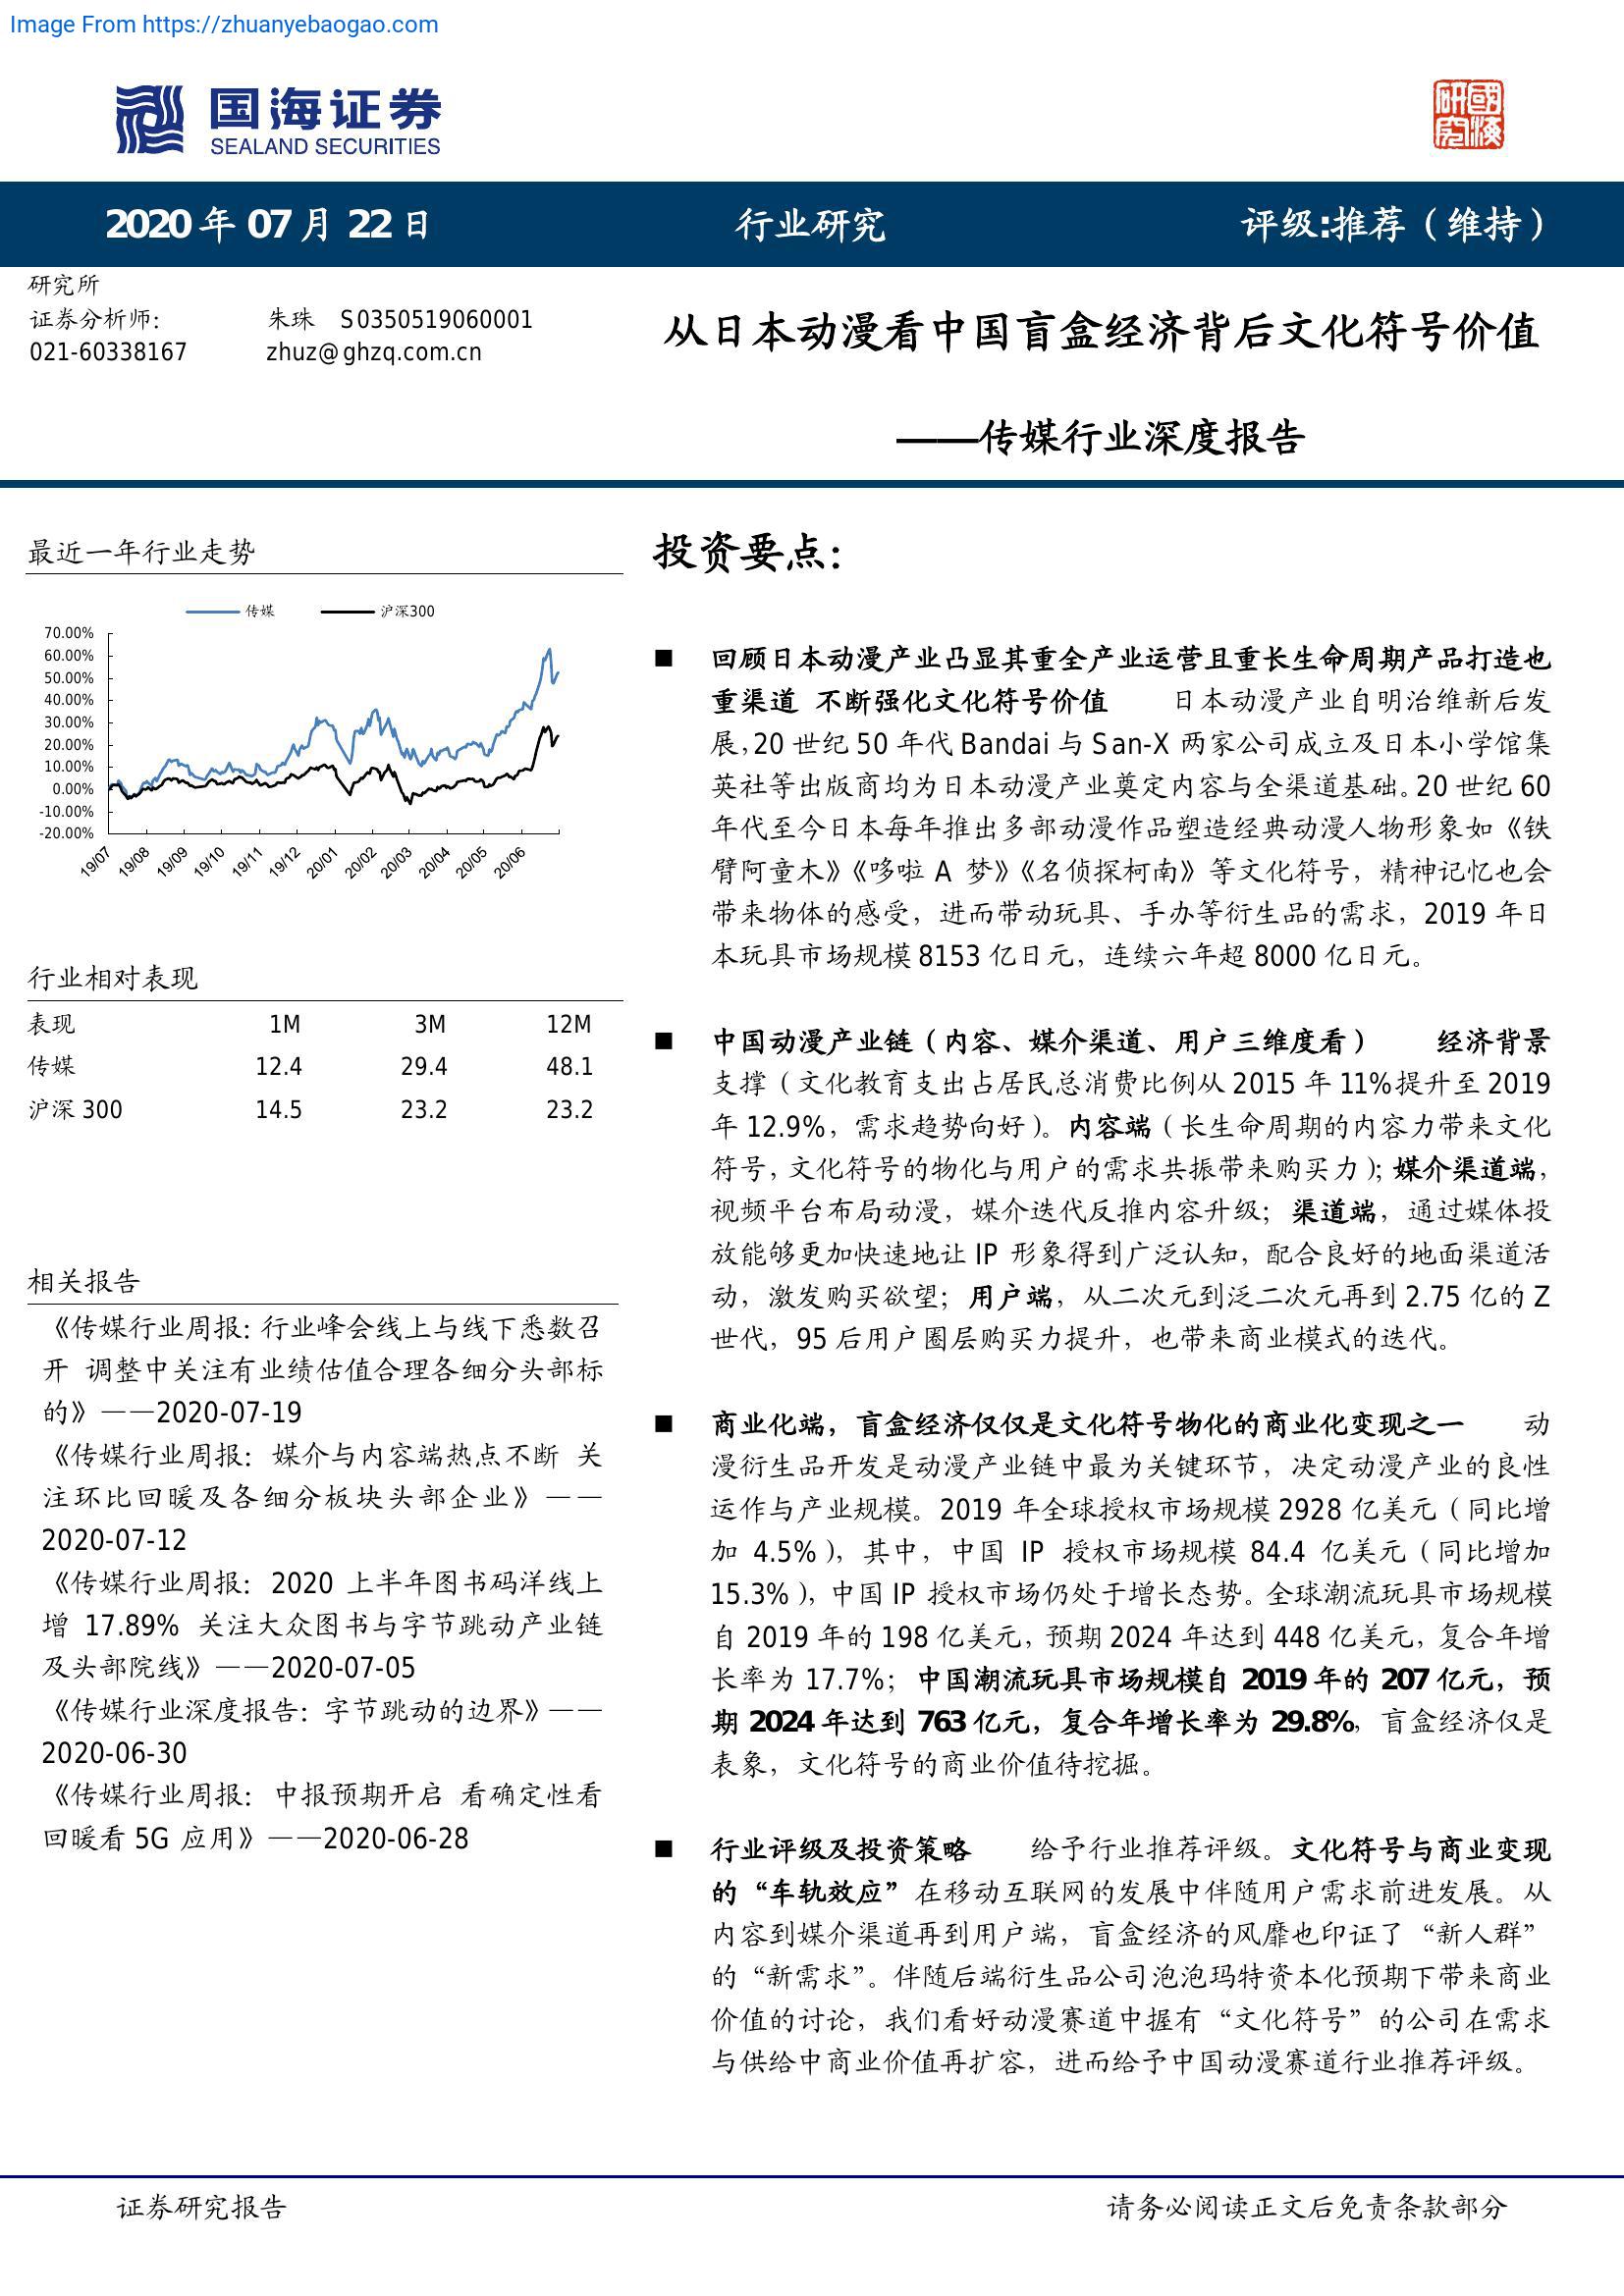 Image From https://zhuanyebaogao.com
国海证券
SEALAND SECURITIES
國海研究
2020 年 07 月 22 日 行业研究 评级:推荐（维持）
研究所
证券分析师: 朱珠 S0350519060001
021-60338167 zhuz@ghzq.com.cn
从日本动漫看中国盲盒经济背后文化符号价值
——传媒行业深度报告
最近一年行业走势
传媒 沪深300
70.00%
60.00%
50.00%
40.00%
30.00%
20.00%
10.00%
0.00%
-10.00%
-20.00%
19/07 19/08 19/09 19/10 19/11 19/12 20/01 20/02 20/03 20/04 20/05 20/06
行业相对表现
表现 1M 3M 12M
传媒 12.4 29.4 48.1
沪深 300 14.5 23.2 23.2
相关报告
《传媒行业周报：行业峰会线上与线下悉数召
开 调整中关注有业绩估值合理各细分头部标
的》——2020-07-19
《传媒行业周报：媒介与内容端热点不断 关
注环比回暖及各细分板块头部企业》——
2020-07-12
《传媒行业周报：2020 上半年图书码洋线上
增 17.89% 关注大众图书与字节跳动产业链
及头部院线》——2020-07-05
《传媒行业深度报告：字节跳动的边界》——
2020-06-30
《传媒行业周报：中报预期开启 看确定性看
回暖看 5G 应用》——2020-06-28
投资要点：
■ 回顾日本动漫产业凸显其重全产业运营且重长生命周期产品打造也
重渠道 不断强化文化符号价值 日本动漫产业自明治维新后发
展，20 世纪 50 年代 Bandai 与 San-X 两家公司成立及日本小学馆集
英社等出版商均为日本动漫产业奠定内容与全渠道基础。20 世纪 60
年代至今日本每年推出多部动漫作品塑造经典动漫人物形象如《铁
臂阿童木》《哆啦 A 梦》《名侦探柯南》等文化符号，精神记忆也会
带来物体的感受，进而带动玩具、手办等衍生品的需求，2019 年日
本玩具市场规模 8153 亿日元，连续六年超 8000 亿日元。
■ 中国动漫产业链（内容、媒介渠道、用户三维度看） 经济背景
支撑（文化教育支出占居民总消费比例从 2015 年 11%提升至 2019
年 12.9%，需求趋势向好）。内容端（长生命周期的内容力带来文化
符号，文化符号的物化与用户的需求共振带来购买力）；媒介渠道端，
视频平台布局动漫，媒介迭代反推内容升级；渠道端，通过媒体投
放能够更加快速地让 IP 形象得到广泛认知，配合良好的地面渠道活
动，激发购买欲望；用户端，从二次元到泛二次元再到 2.75 亿的 Z
世代，95 后用户圈层购买力提升，也带来商业模式的迭代。
■ 商业化端，盲盒经济仅仅是文化符号物化的商业化变现之一 动
漫衍生品开发是动漫产业链中最为关键环节，决定动漫产业的良性
运作与产业规模。2019 年全球授权市场规模 2928 亿美元（同比增
加 4.5%），其中，中国 IP 授权市场规模 84.4 亿美元（同比增加
15.3%），中国 IP 授权市场仍处于增长态势。全球潮流玩具市场规模
自 2019 年的 198 亿美元，预期 2024 年达到 448 亿美元，复合年增
长率为 17.7%；中国潮流玩具市场规模自 2019 年的 207 亿元，预
期 2024 年达到 763 亿元，复合年增长率为 29.8%，盲盒经济仅是
表象，文化符号的商业价值待挖掘。
■ 行业评级及投资策略 给予行业推荐评级。文化符号与商业变现
的“车轨效应”在移动互联网的发展中伴随用户需求前进发展。从
内容到媒介渠道再到用户端，盲盒经济的风靡也印证了“新人群”
的“新需求”。伴随后端衍生品公司泡泡玛特资本化预期下带来商业
价值的讨论，我们看好动漫赛道中握有“文化符号”的公司在需求
与供给中商业价值再扩容，进而给予中国动漫赛道行业推荐评级。
证券研究报告 请务必阅读正文后免责条款部分